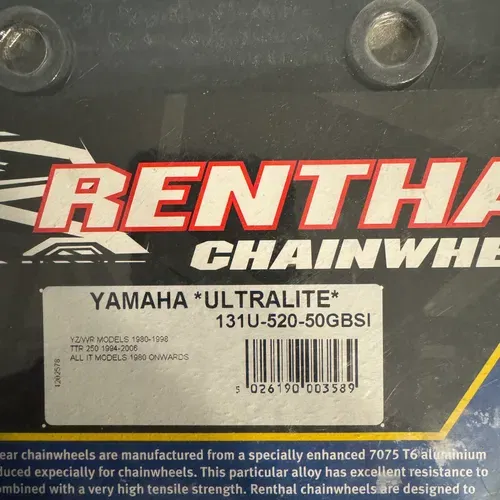 RENTHA
CHAINWHE
YAMAHA *ULTRALITE*
131U-520-50GBSI
YZ/WR MODELS 1980-1998
TTR 250 1994-2006
ALL IT MODELS 1980 ONWARDS
1202578
5 026190 003589
ear chainwheels are manufactured from a specially enhanced 7075 T6 aluminium
duced expecially for chainwheels. This particular alloy has excellent resistance to
ombined with a very high tensile strength. Renthal chainwheels are designed to